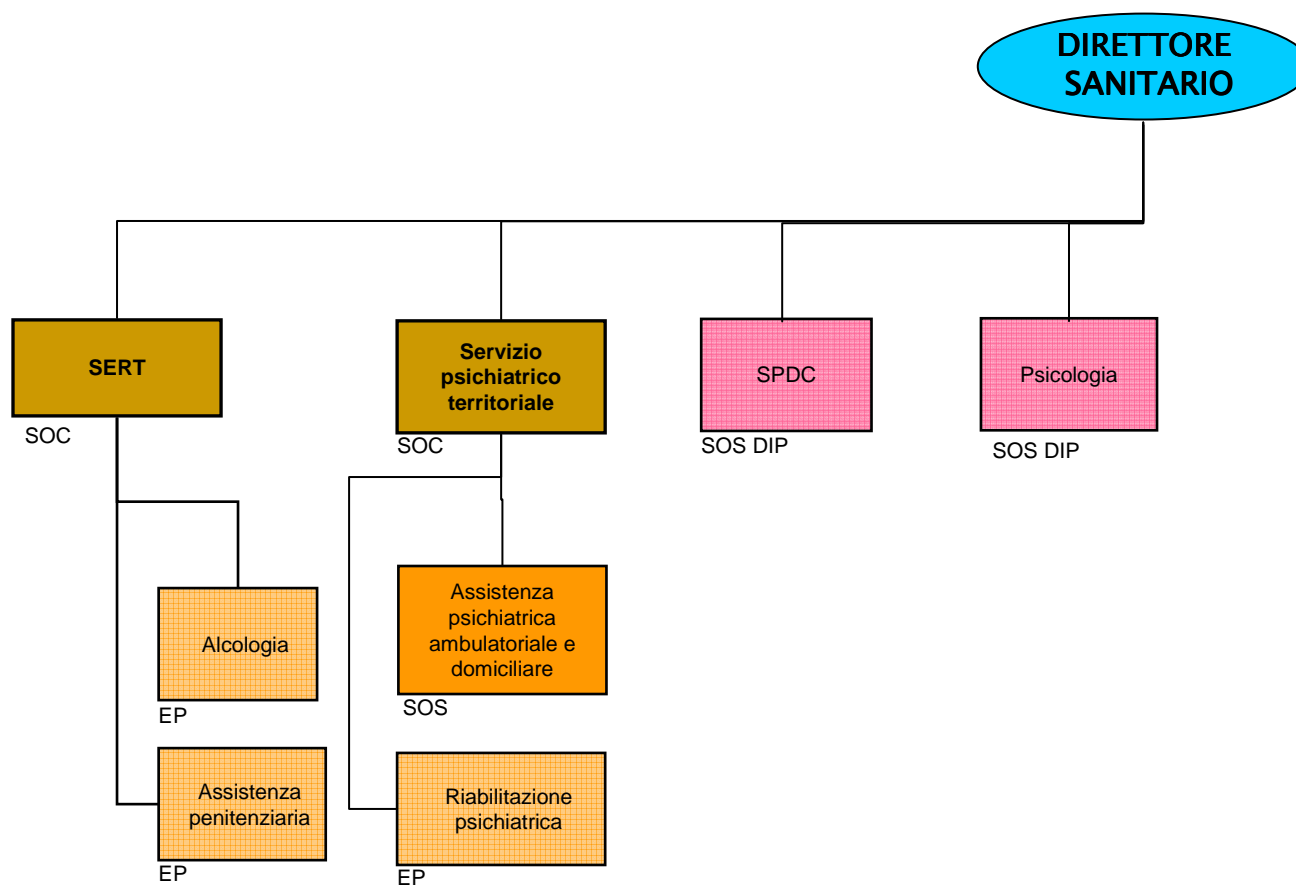 DIRETTORE
SANITARIO
SERT
SOC
Servizio
psichiatrico
territoriale
SOC
SPDC
SOS DIP
Psicologia
SOS DIP
Alcologia
EP
Assistenza
psichiatrica
ambulatoriale e
domiciliare
SOS
Assistenza
penitenziaria
EP
Riabilitazione
psichiatrica
EP